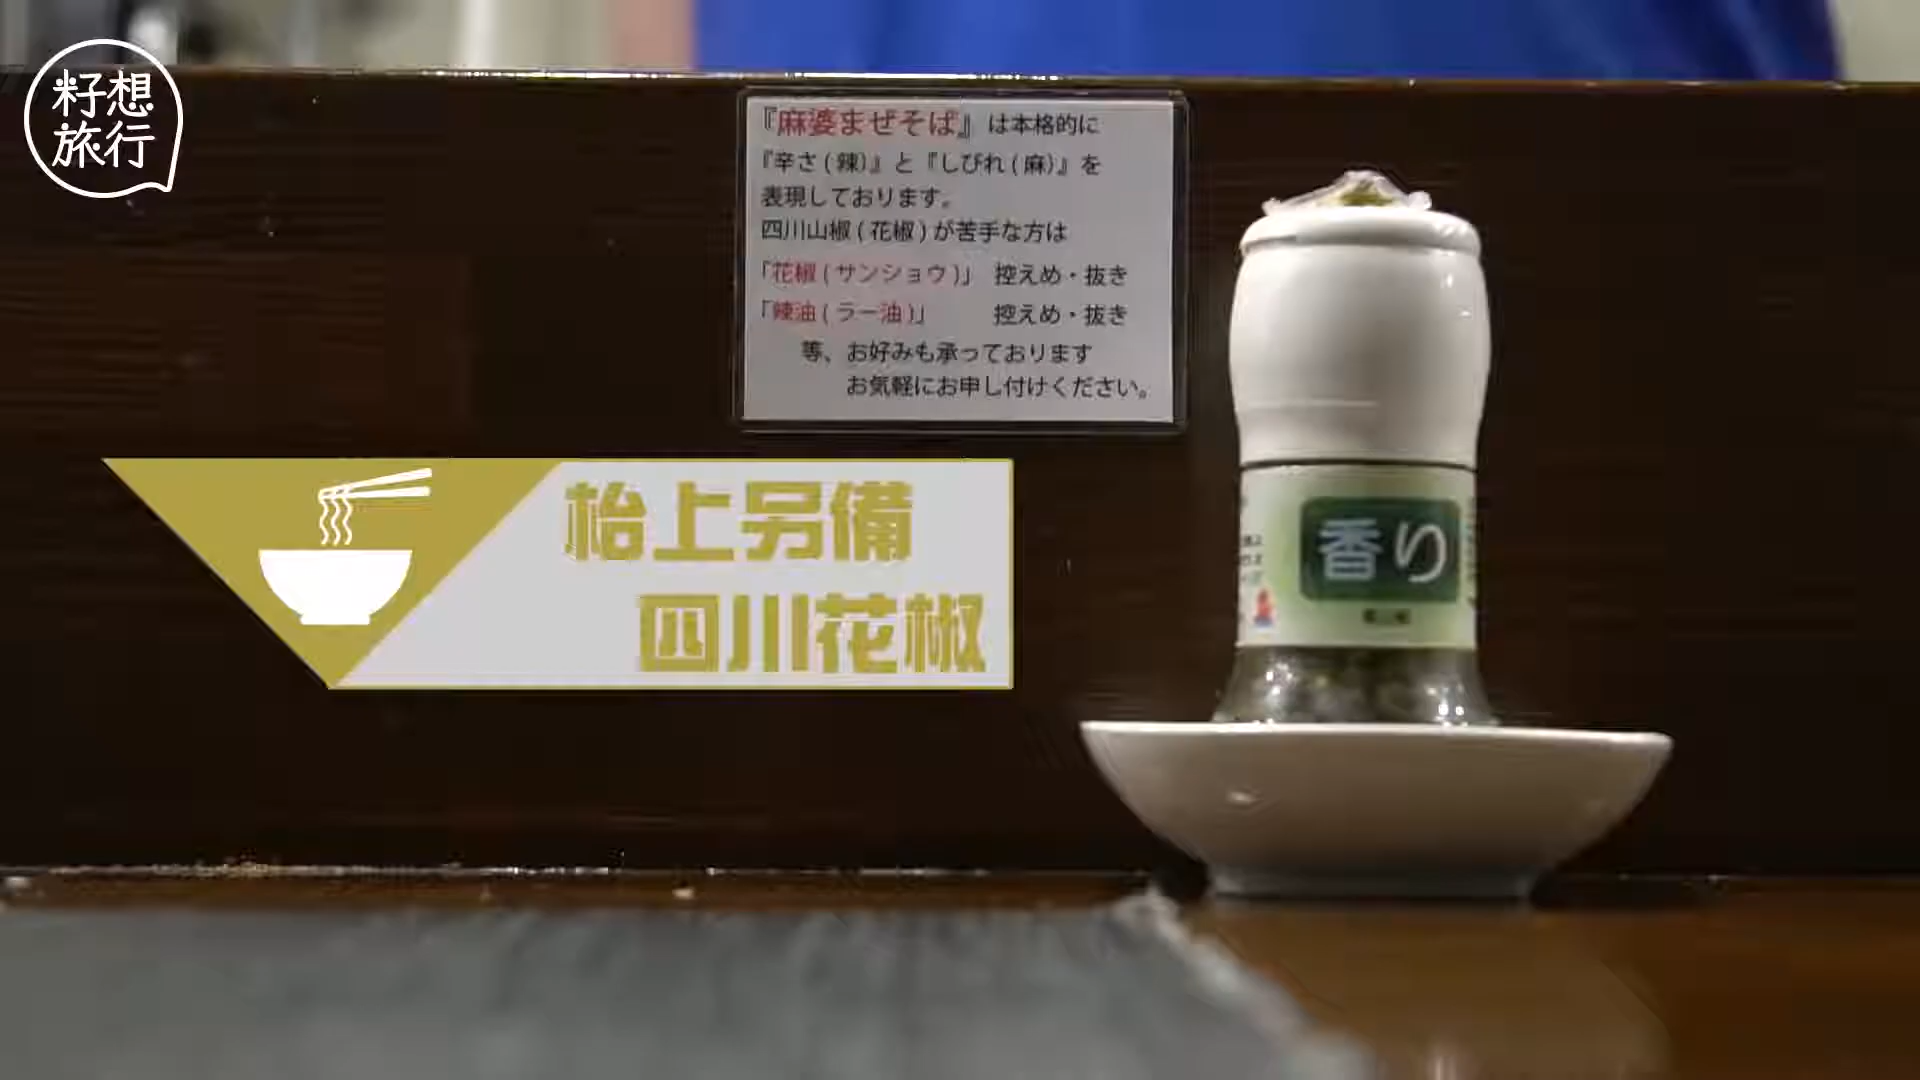 籽想
旅行
『麻婆まぜそば』は本格的に
『辛さ(辣)』と『しびれ(麻)』を
表現しております。
四川山椒(花椒)が苦手な方は
「花椒(サンショウ)」 控えめ・抜き
「辣油(ラー油)」 控えめ・抜き
等、お好みも承っております
お気軽にお申し付けください。
枱上另備
四川花椒
香り